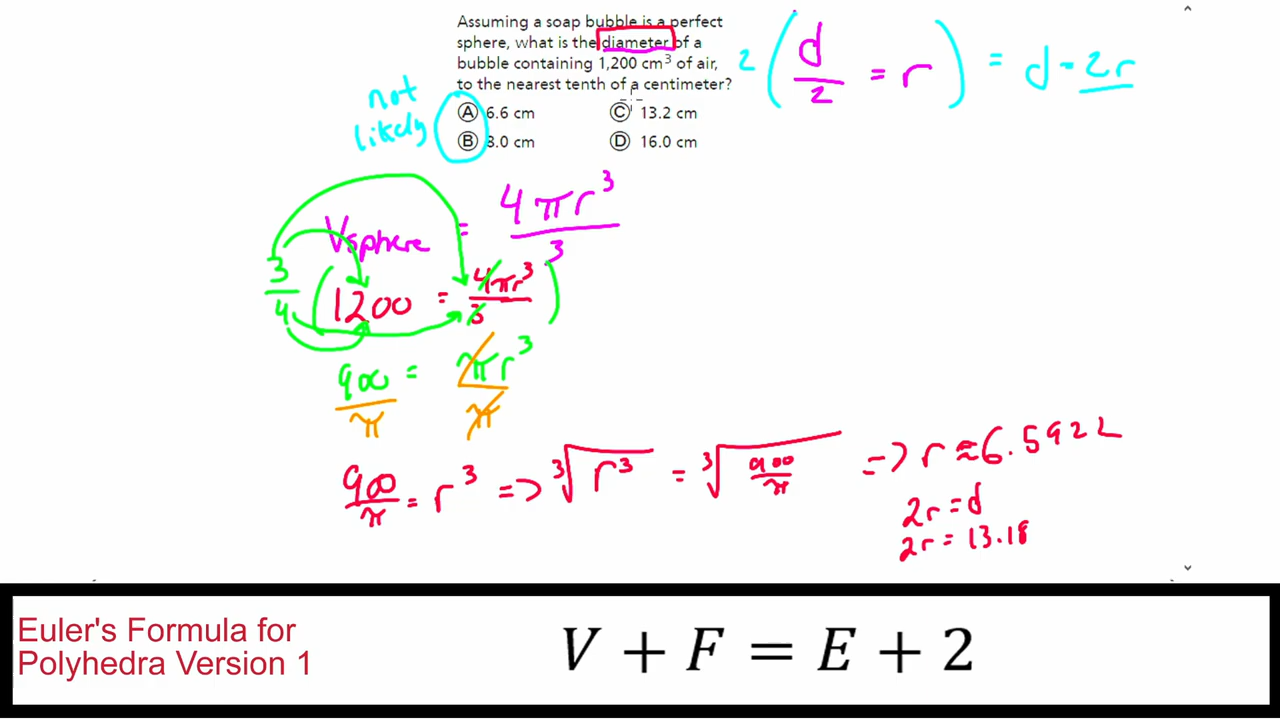 Assuming a soap bubble is a perfect
sphere, what is the diameter of a
bubble containing 1,200 cm³ of air,
to the nearest tenth of a centimeter?
Ⓐ 6.6 cm Ⓒ 13.2 cm
Ⓑ 8.0 cm Ⓓ 16.0 cm
not
likely
2 ( d/2 = r ) = d = 2r
Vsphere = 4πr³/3
3/4 ( 1200 = 4πr³/3 )
900/π = πr³/π
900/π = r³ => ∛r³ = ∛900/π => r ≈ 6.5922
2r = d
2r = 13.18
Euler's Formula for
Polyhedra Version 1
V + F = E + 2